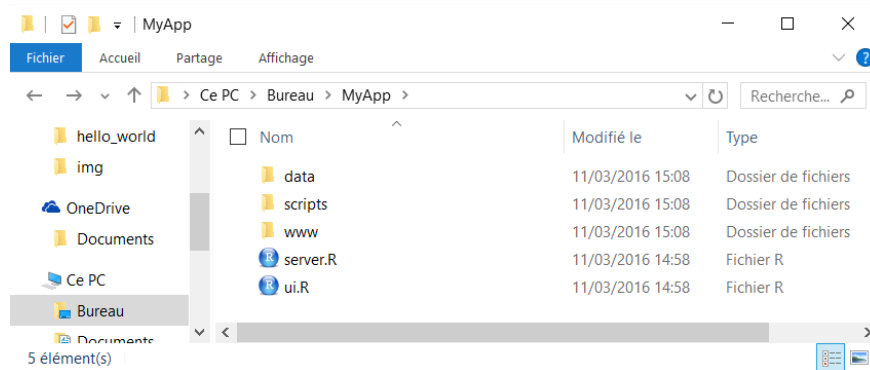 MyApp
Fichier Accueil Partage Affichage ?
Ce PC > Bureau > MyApp > Recherche...
Nom Modifié le Type
hello_world
img
OneDrive
Documents
Ce PC
Bureau
Documents
data 11/03/2016 15:08 Dossier de fichiers
scripts 11/03/2016 15:08 Dossier de fichiers
www 11/03/2016 15:08 Dossier de fichiers
R server.R 11/03/2016 14:58 Fichier R
R ui.R 11/03/2016 14:58 Fichier R
5 élément(s)